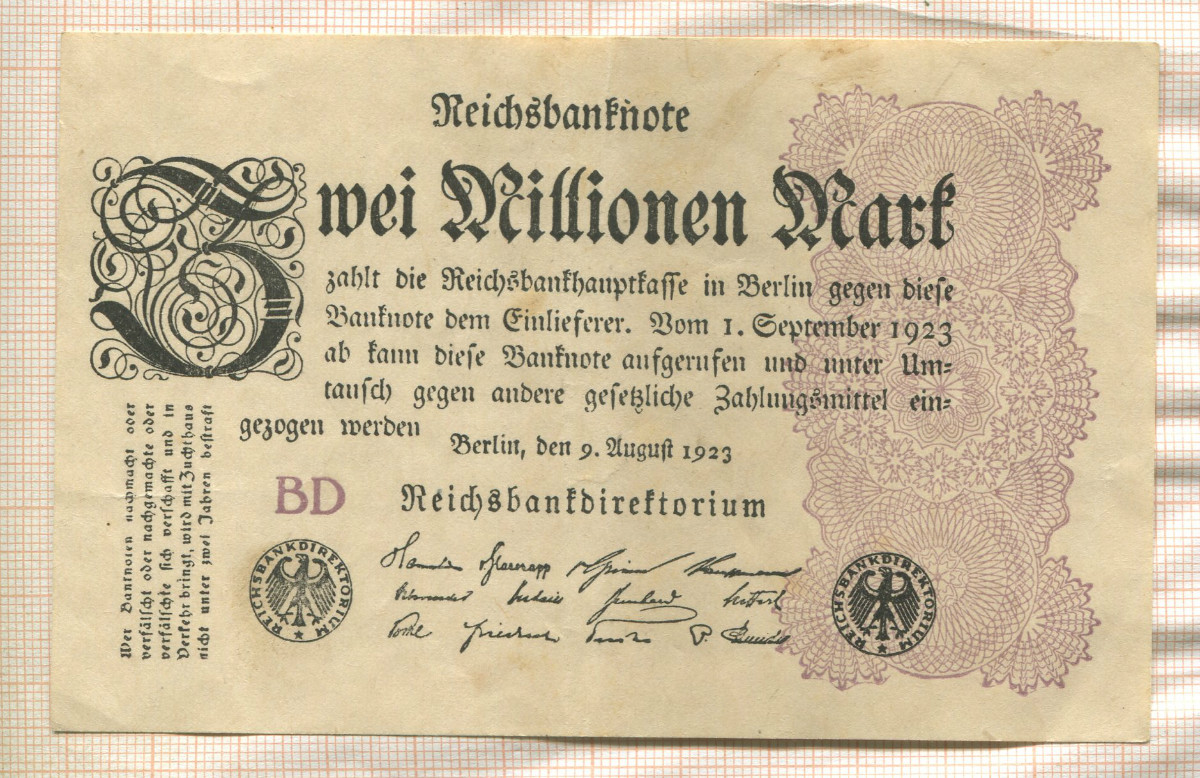 Reichsbanknote
Zwei Millionen Mark
zahlt die Reichsbankhauptkasse in Berlin gegen diese
Banknote dem Einlieferer. Vom 1. September 1923
ab kann diese Banknote aufgerufen und unter Um=
tausch gegen andere gesetzliche Zahlungsmittel ein=
gezogen werden
Berlin, den 9. August 1923
Wer Banknoten nachmacht oder
verfälscht oder nachgemachte oder
verfälschte sich verschafft und in
Verkehr bringt, wird mit Zuchthaus
nicht unter zwei Jahren bestraft
BD
Reichsbankdirektorium
REICHSBANKDIREKTORIUM
REICHSBANKDIREKTORIUM